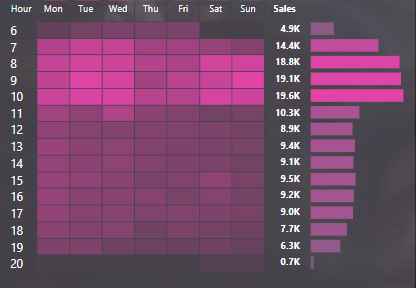 Hour Mon Tue Wed Thu Fri Sat Sun Sales
6 4.9K
7 14.4K
8 18.8K
9 19.1K
10 19.6K
11 10.3K
12 8.9K
13 9.4K
14 9.1K
15 9.5K
16 9.2K
17 9.0K
18 7.7K
19 6.3K
20 0.7K